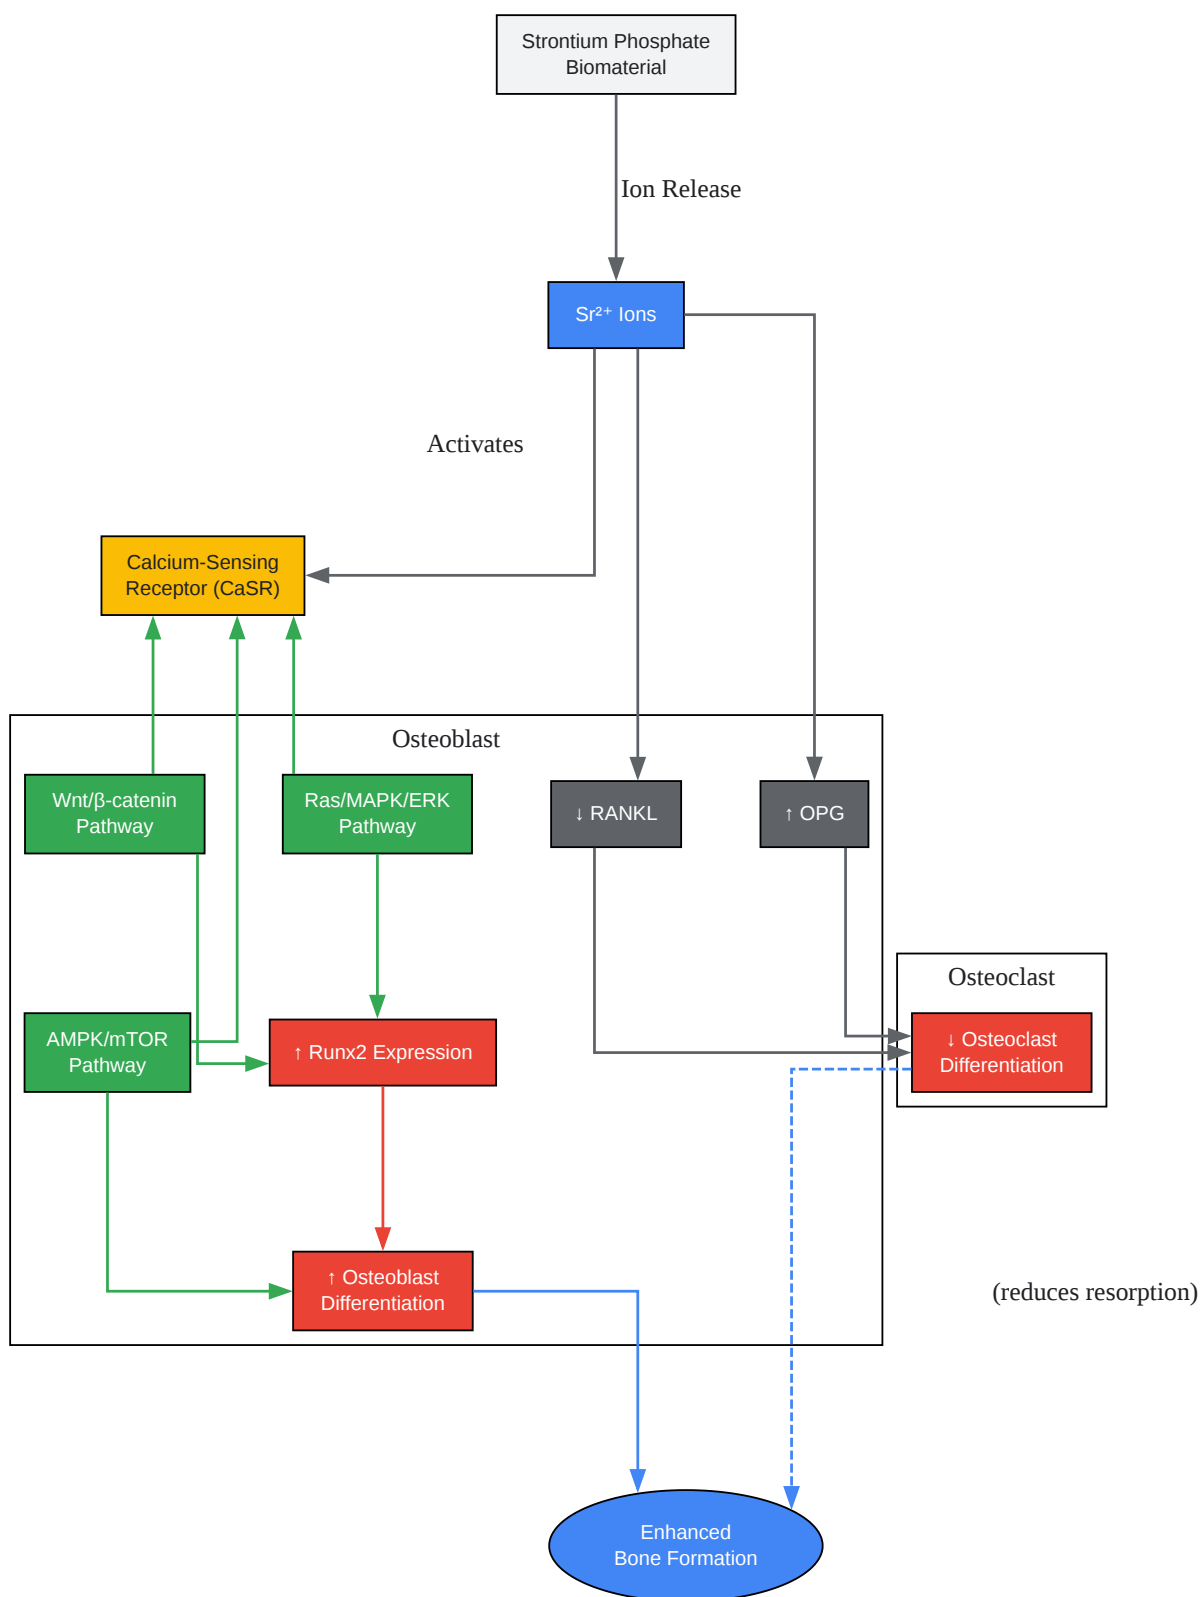 Strontium Phosphate
Biomaterial
Ion Release
Sr²⁺ Ions
Activates
Calcium-Sensing
Receptor (CaSR)
Osteoblast
Wnt/β-catenin
Pathway
Ras/MAPK/ERK
Pathway
↓ RANKL
↑ OPG
Osteoclast
AMPK/mTOR
Pathway
↑ Runx2 Expression
↓ Osteoclast
Differentiation
↑ Osteoblast
Differentiation
(reduces resorption)
Enhanced
Bone Formation